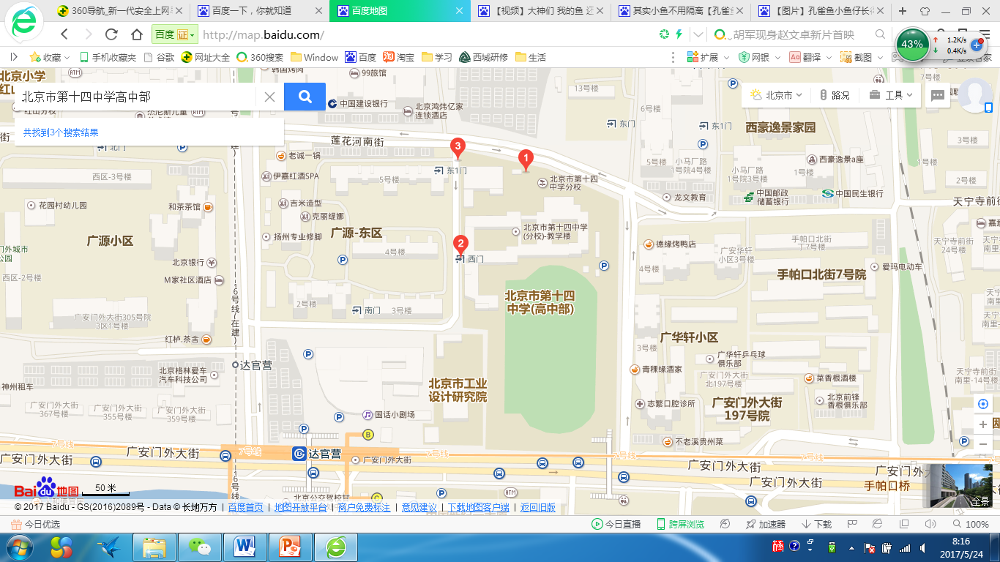 360导航_新一代安全上网导
百度一下，你就知道
百度地图
【视频】大神们 我的鱼 还
其实小鱼不用隔离【孔雀鱼
【图片】孔雀鱼小鱼仔长
百度 证
http://map.baidu.com/
胡军现身赵文卓新片首映
43%
1.2K/s
0.4K/s
收藏
手机收藏夹
谷歌
网址大全
360搜索
Window
百度
淘宝
学习
西城研修
生活
扩展
网银
翻译
截图
北京小学
红山分校
北京市第十四中学高中部
共找到3个搜索结果
北京市
路况
工具
韩国烤肉
99旅馆
中国建设银行
北京鸿炜亿家
连锁酒店
13号楼
6号楼
东门
东1门
西豪逸景家园
3号楼
莲花河南街
北门
老诚一锅
伊嘉红酒SPA
5号楼
东1门
3
1
北京市第十四
中学分校
5号楼
小马厂路
1号院4号楼
小马厂路
1号院3号楼
西豪逸景a座
1号楼
1号楼
2号楼
西区-3号楼
花园村幼儿园
和茶茶馆
吉米造型
克丽缇娜
龙文教育
中国邮政
储蓄银行
中国民生银行
天宁寺前街
广源小区
扬州专业修脚
广源-东区
北京市第十四中学
(分校)-教学楼
2
西门
4号楼
北京银行
M家社区酒店
西区-2号楼
德缘烤鸭店
广安华轩
小区3号楼
手帕口北街
丁7号楼
天宁寺前街
24号楼
爱玛电动车
4号楼
手帕口北街7号院
北京市第十四
中学(高中部)
2号楼
南门
3号楼
广安门外大街305号院
3区1号楼
16号线(在建)
红栌.茶舍
广华轩小区
3号楼
广华轩乒乓球
俱乐部
达官营
北京格林爱车
汽车科技公司
神州租车
青稞缘酒家
广安门外大街
北197号楼
菜香根酒楼
天宁寺前街
南里-14号楼
北京市工业
设计研究院
广安门外大街
367号楼
广安门外大街
355号楼
广安门外大街
359号楼
国话小剧场
志繁口腔诊所
广安门外大街
197号院
北京前锋
香根俱乐部
B
不老溪贵州菜
7号线
广安门外大街
7号线
达官营
广安门外大街
7号线
广安门外大街
7号线
广安门外大街
广安门外大街
广安门外大街
手帕口桥
16号线
Bai du 地图
50 米
北京公交驾校
C
全景
© 2017 Baidu - GS(2016)2089号 - Data © 长地万方
百度首页
地图开放平台
商户免费标注
意见建议
下载地图客户端
返回旧版
今日优选
今日直播
跨屏浏览
加速器
下载
100%
8:16
2017/5/24